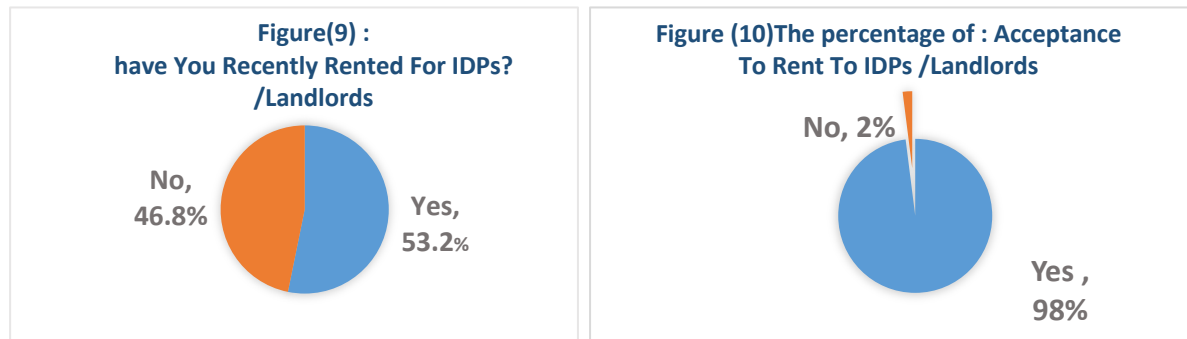 Figure(9) :
have You Recently Rented For IDPs?
/Landlords
No,
46.8%
Yes,
53.2%
Figure (10)The percentage of : Acceptance
To Rent To IDPs /Landlords
No, 2%
Yes ,
98%